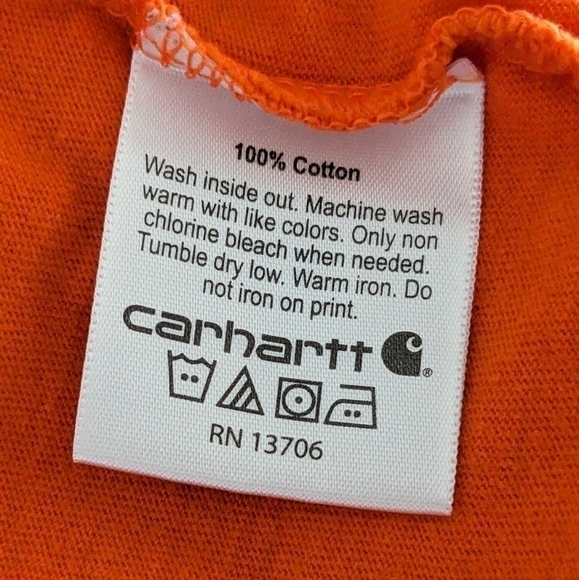 100% Cotton
Wash inside out. Machine wash
warm with like colors. Only non
chlorine bleach when needed.
Tumble dry low. Warm iron. Do
not iron on print.
carhartt ®
RN 13706